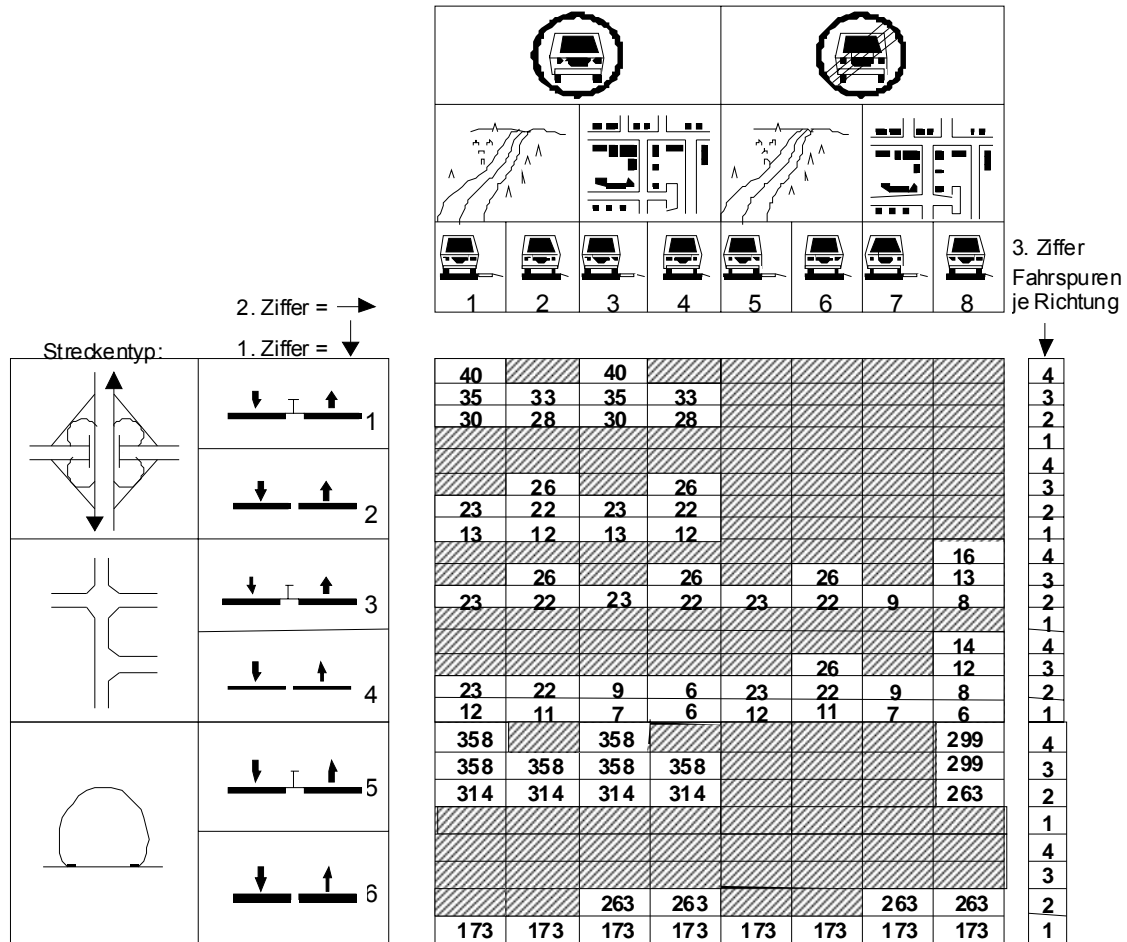 1 2 3 4 5 6 7 8
3. Ziffer
Fahrspuren
je Richtung
2. Ziffer =
1. Ziffer =
Streckentyp:
1
2
3
4
5
6
40 40 4
35 33 35 33 3
30 28 30 28 2
1
4
26 26 3
23 22 23 22 2
13 12 13 12 1
16 4
26 26 26 13 3
23 22 23 22 23 22 9 8 2
1
14 4
26 12 3
23 22 9 6 23 22 9 8 2
12 11 7 6 12 11 7 6 1
358 358 299 4
358 358 358 358 299 3
314 314 314 314 263 2
1
4
3
263 263 263 263 2
173 173 173 173 173 173 173 173 1